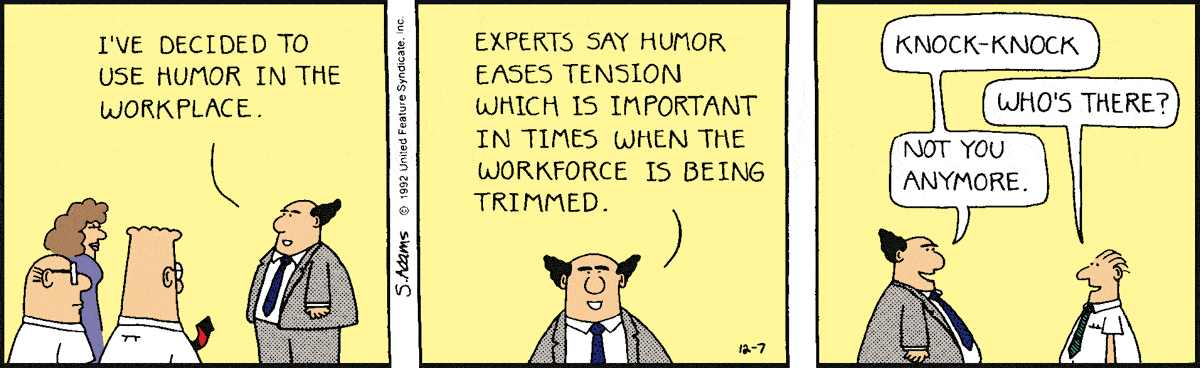 I'VE DECIDED TO
USE HUMOR IN THE
WORKPLACE.
S.Adams © 1992 United Feature Syndicate, Inc.
EXPERTS SAY HUMOR
EASES TENSION
WHICH IS IMPORTANT
IN TIMES WHEN THE
WORKFORCE IS BEING
TRIMMED.
12-7
KNOCK-KNOCK
WHO'S THERE?
NOT YOU
ANYMORE.